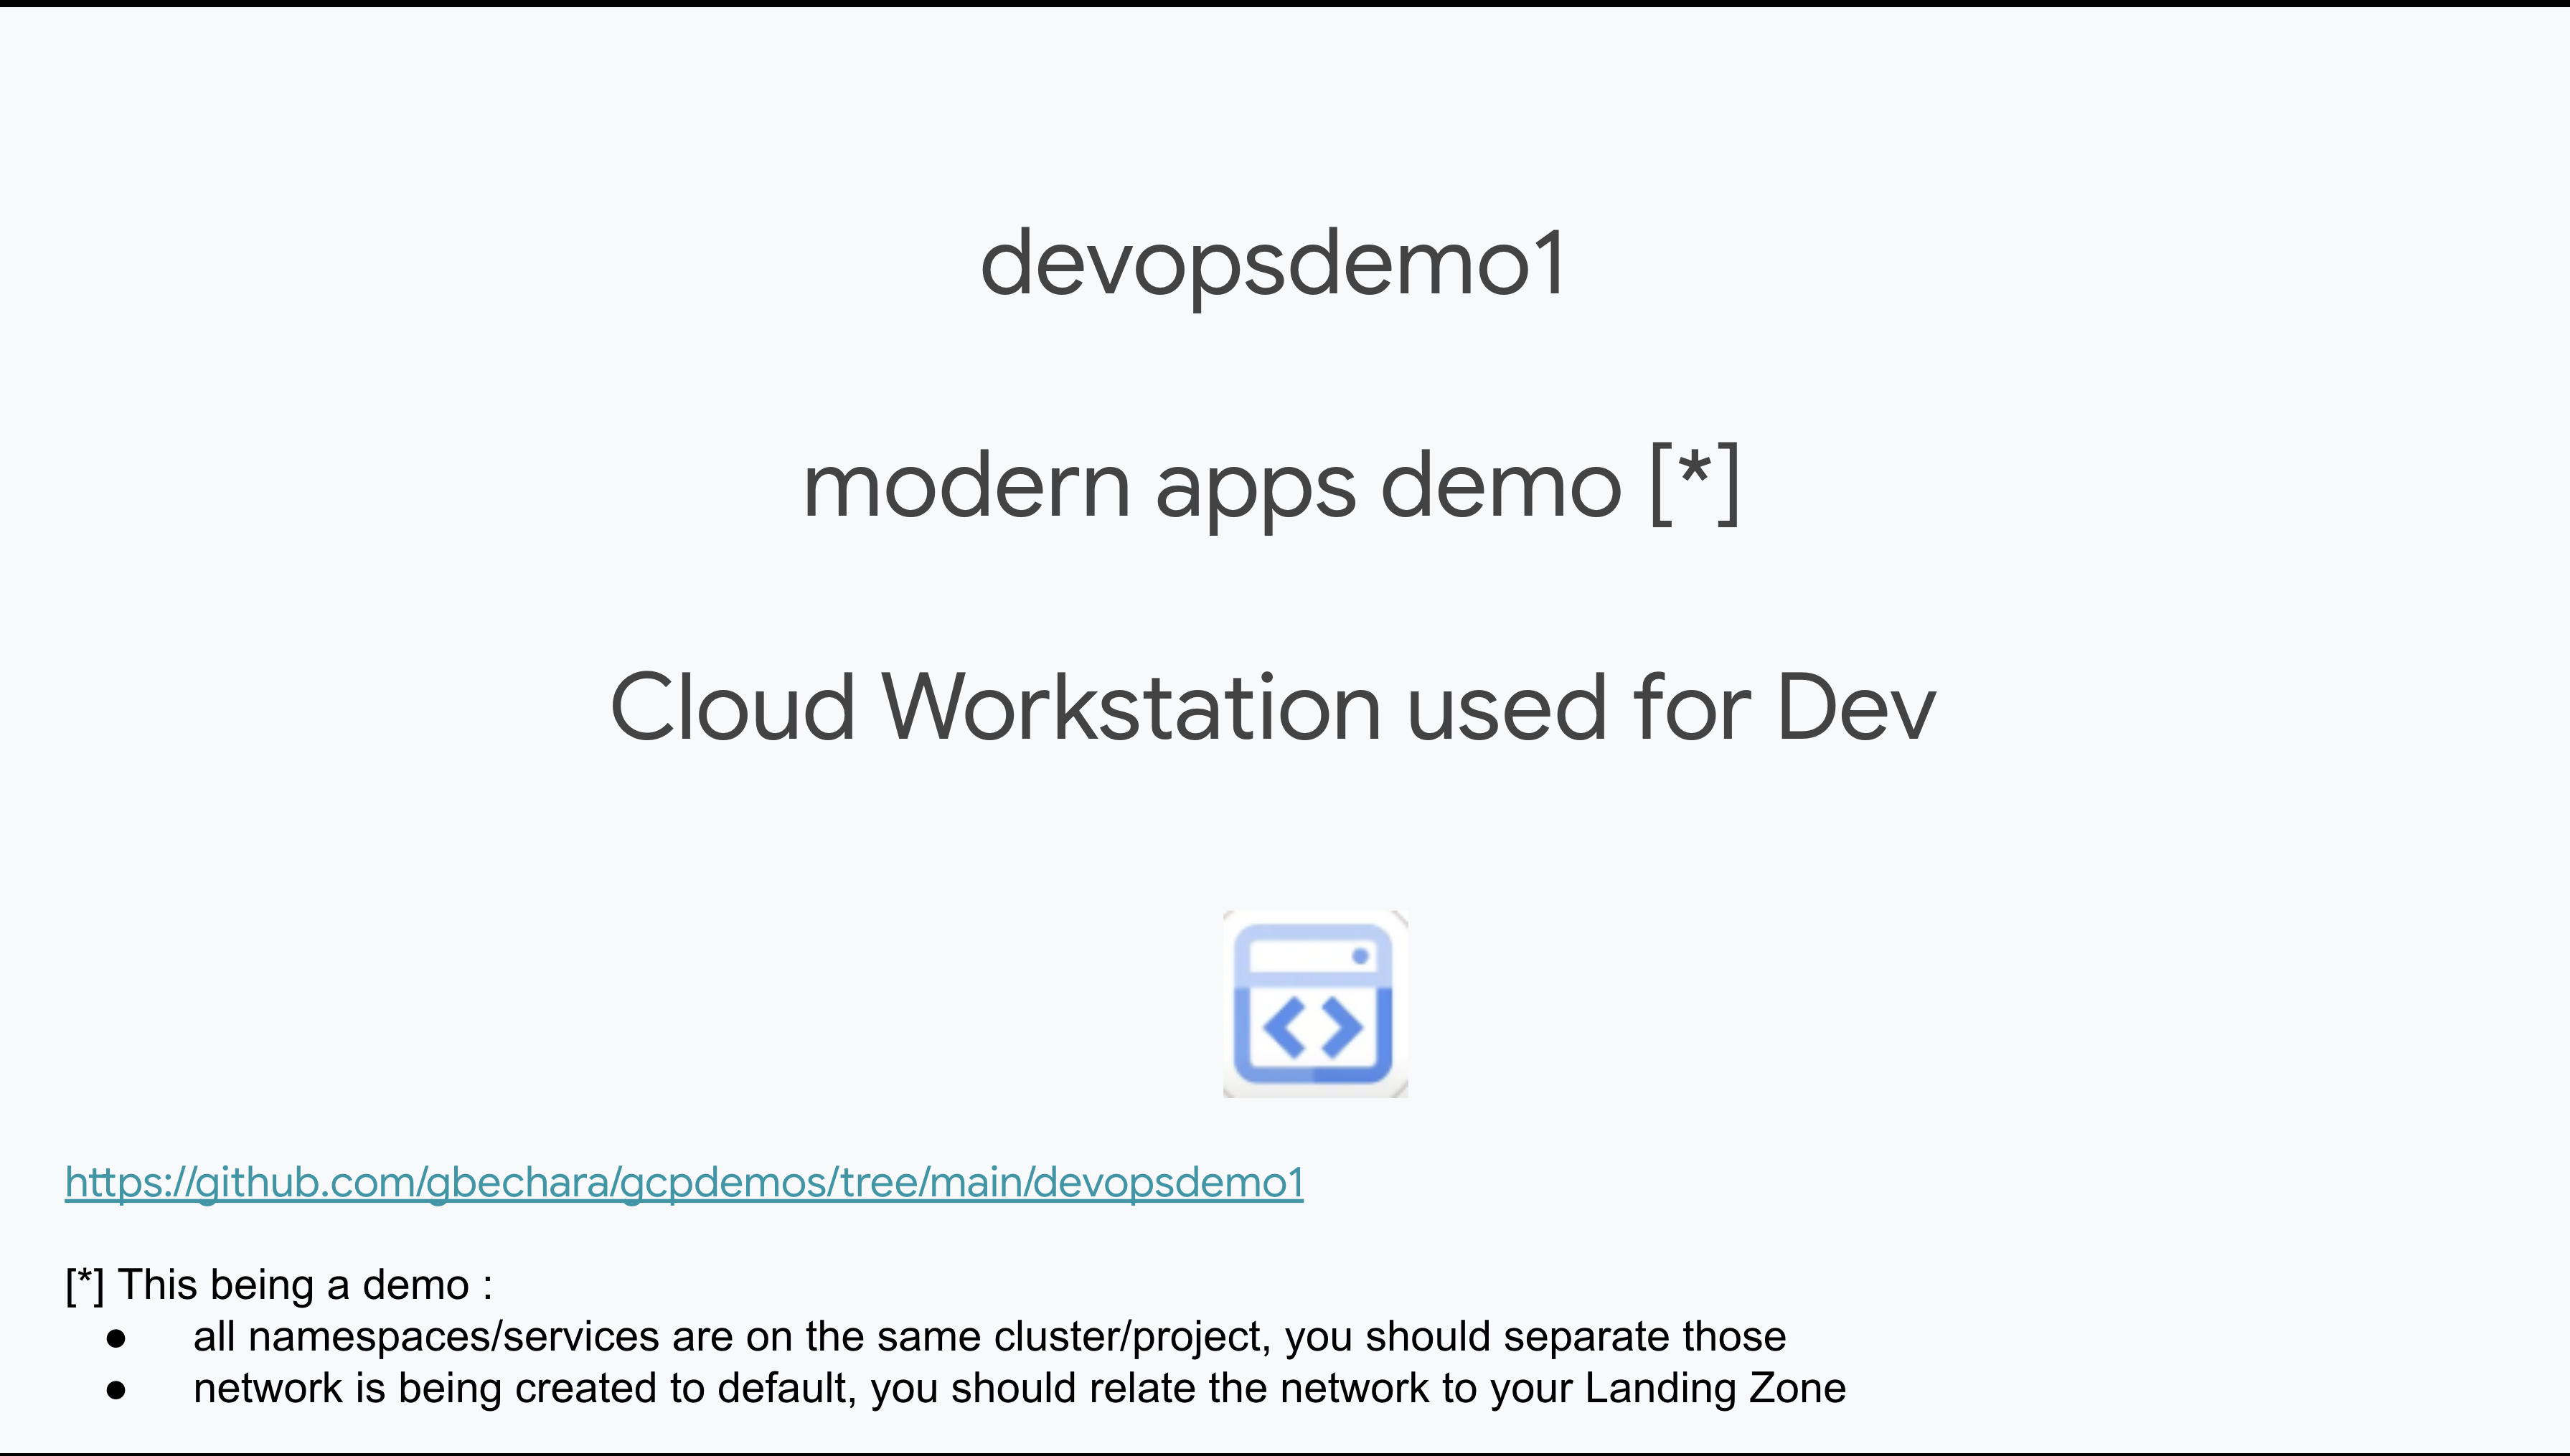 devopsdemo1
modern apps demo [*]
Cloud Workstation used for Dev
https://github.com/gbechara/gcpdemos/tree/main/devopsdemo1
[*] This being a demo :
● all namespaces/services are on the same cluster/project, you should separate those
● network is being created to default, you should relate the network to your Landing Zone